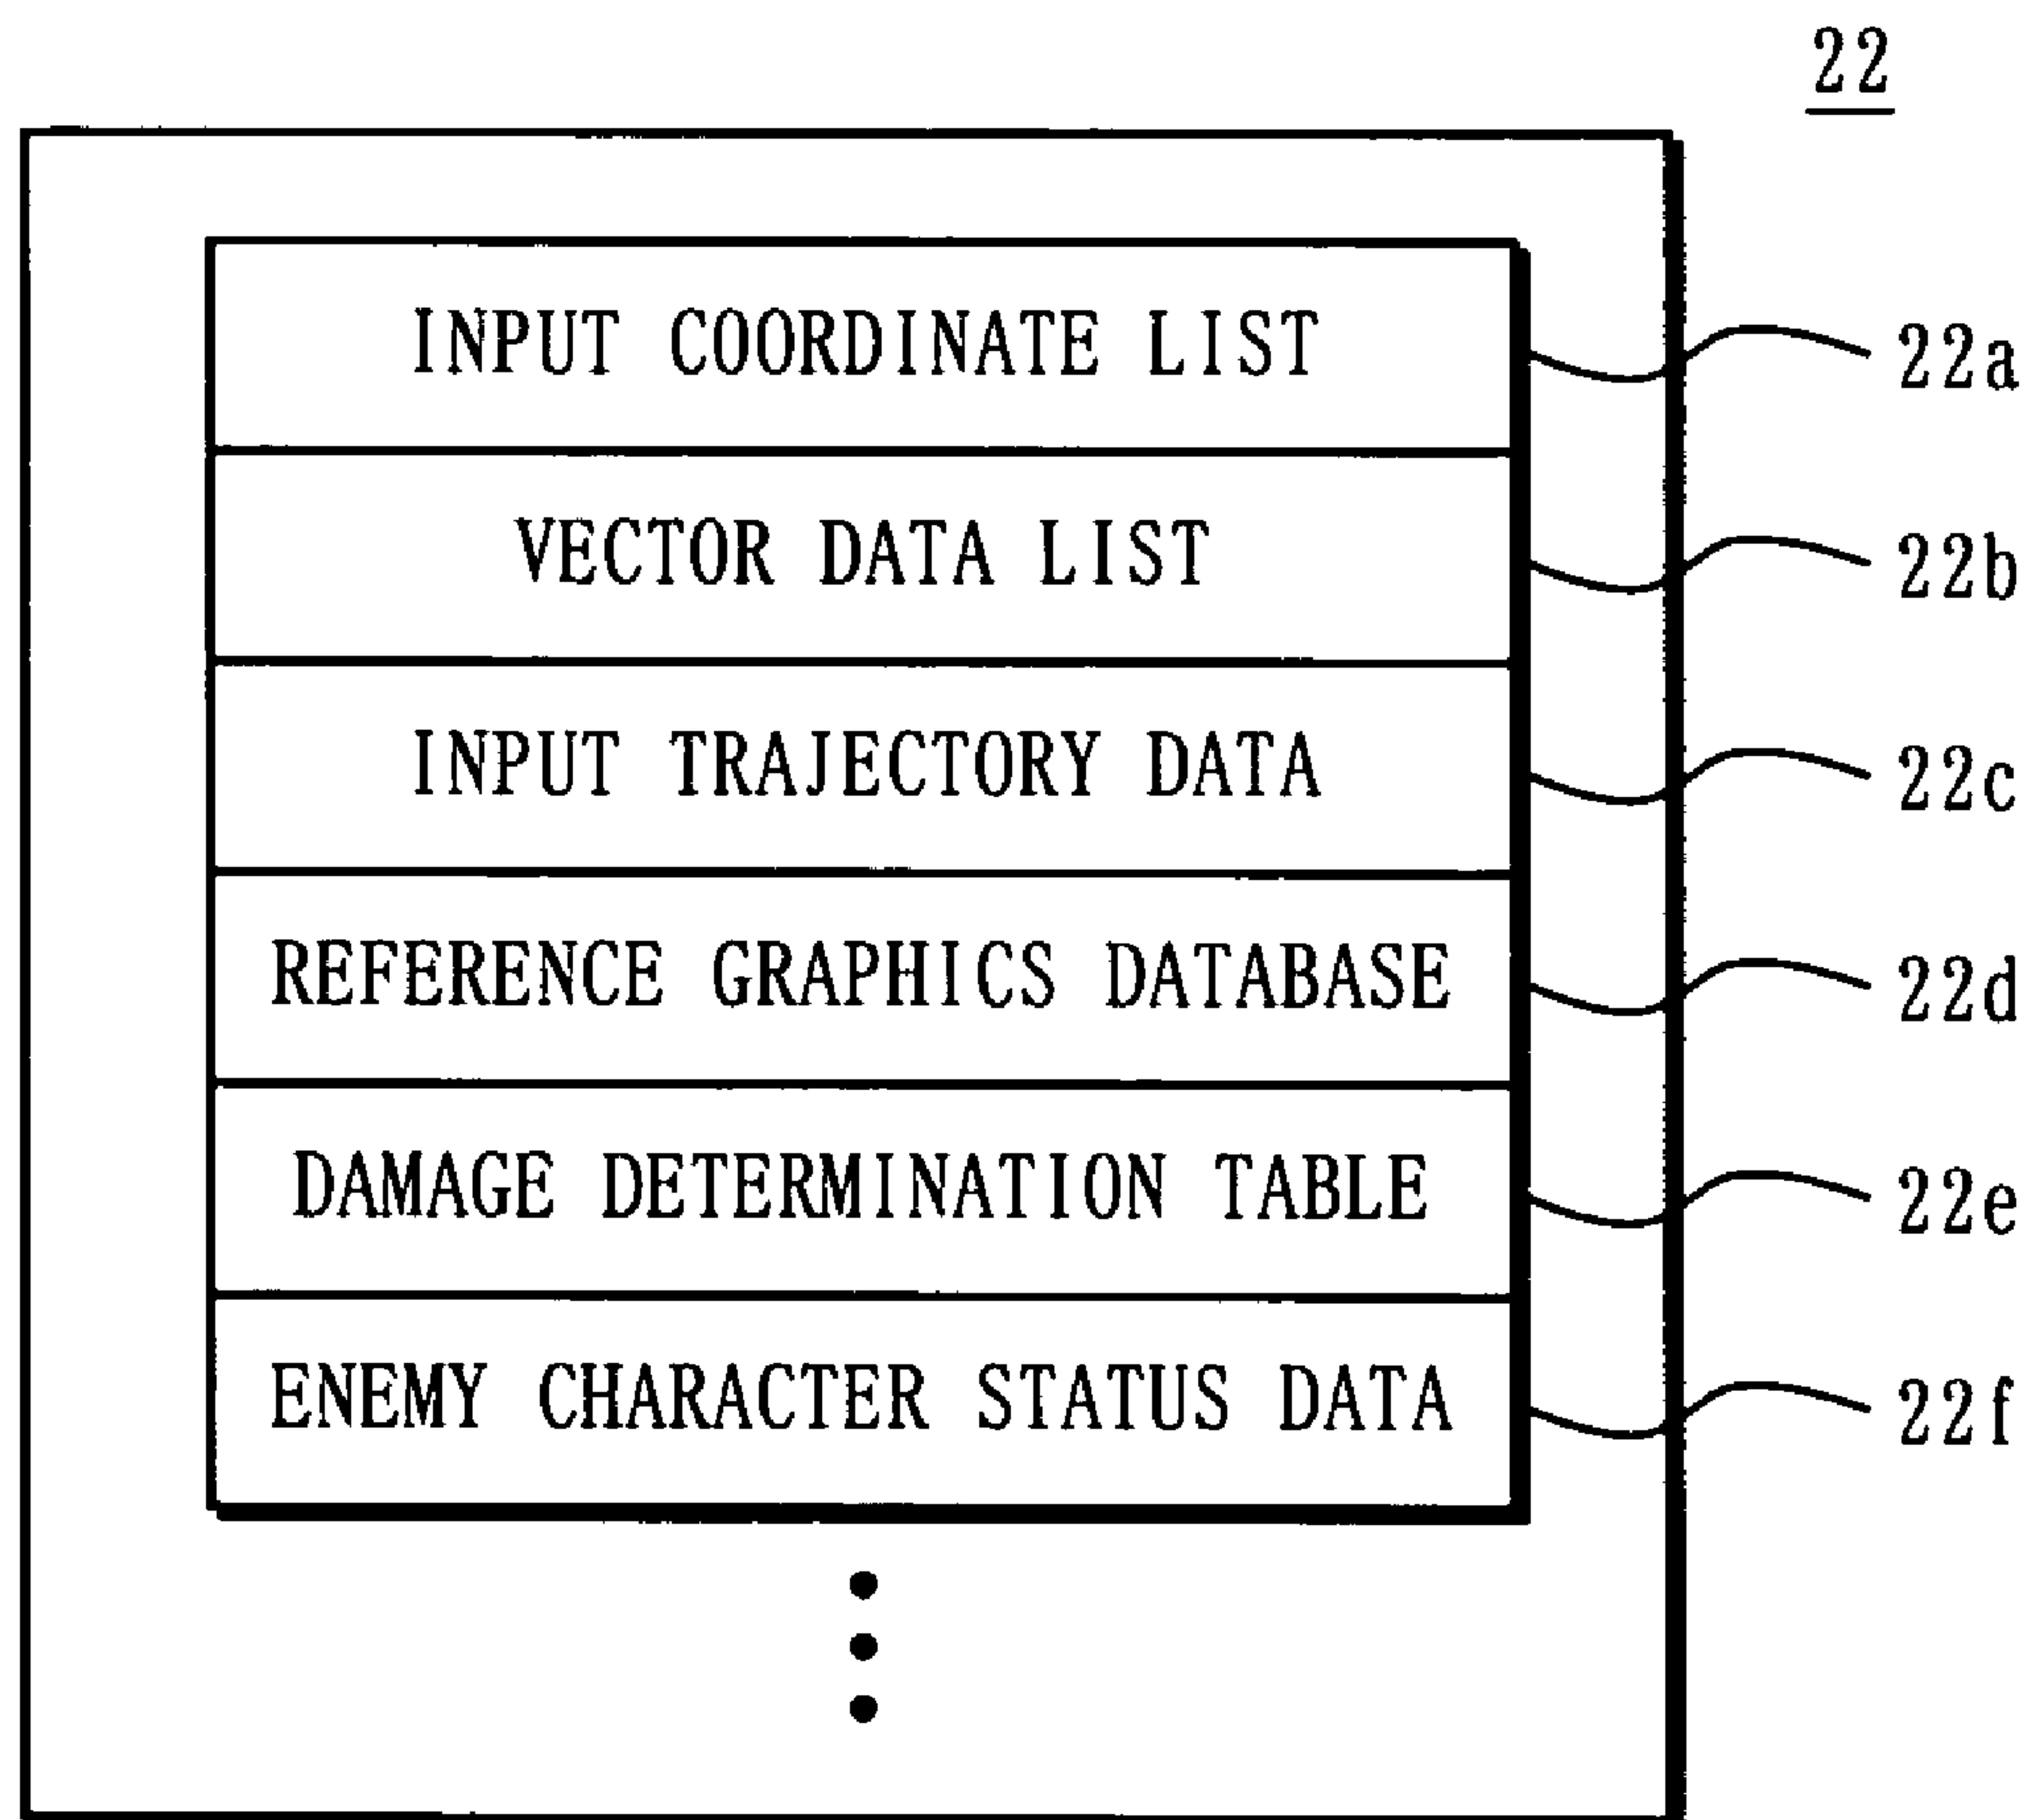 22
INPUT COORDINATE LIST 22a
VECTOR DATA LIST 22b
INPUT TRAJECTORY DATA 22c
REFERENCE GRAPHICS DATABASE 22d
DAMAGE DETERMINATION TABLE 22e
ENEMY CHARACTER STATUS DATA 22f